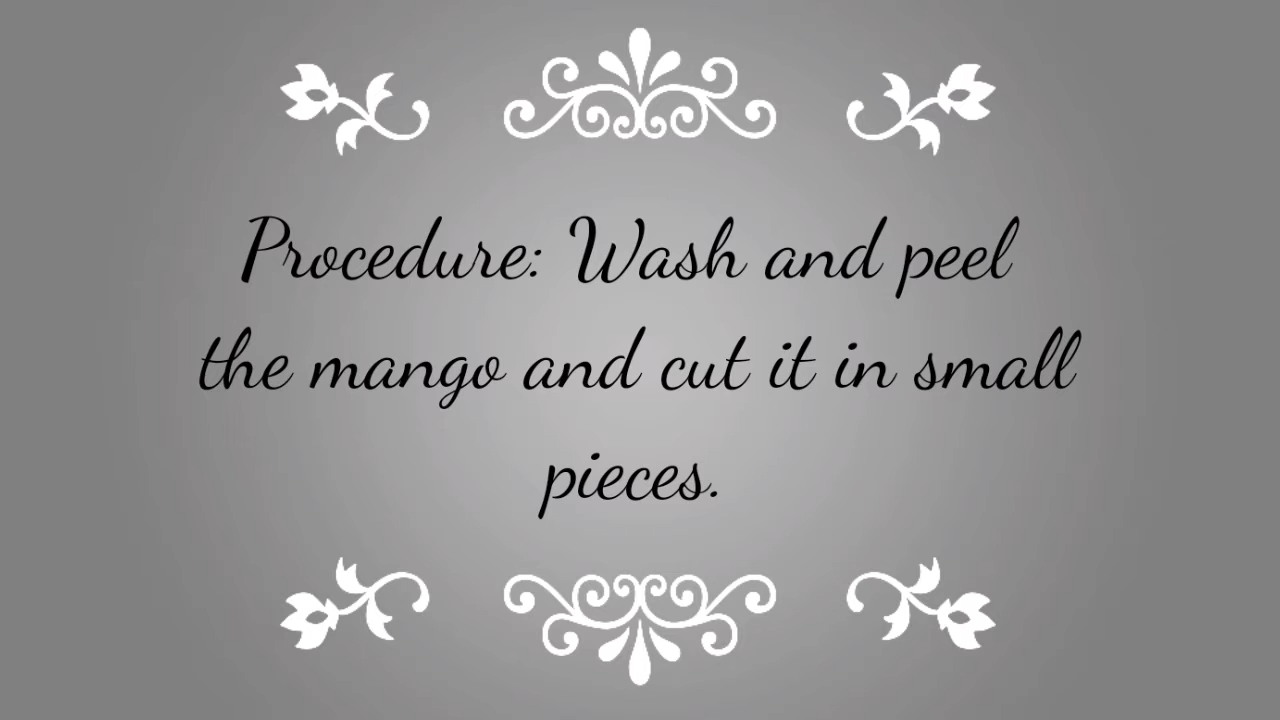 Procedure: Wash and peel
the mango and cut it in small
pieces.